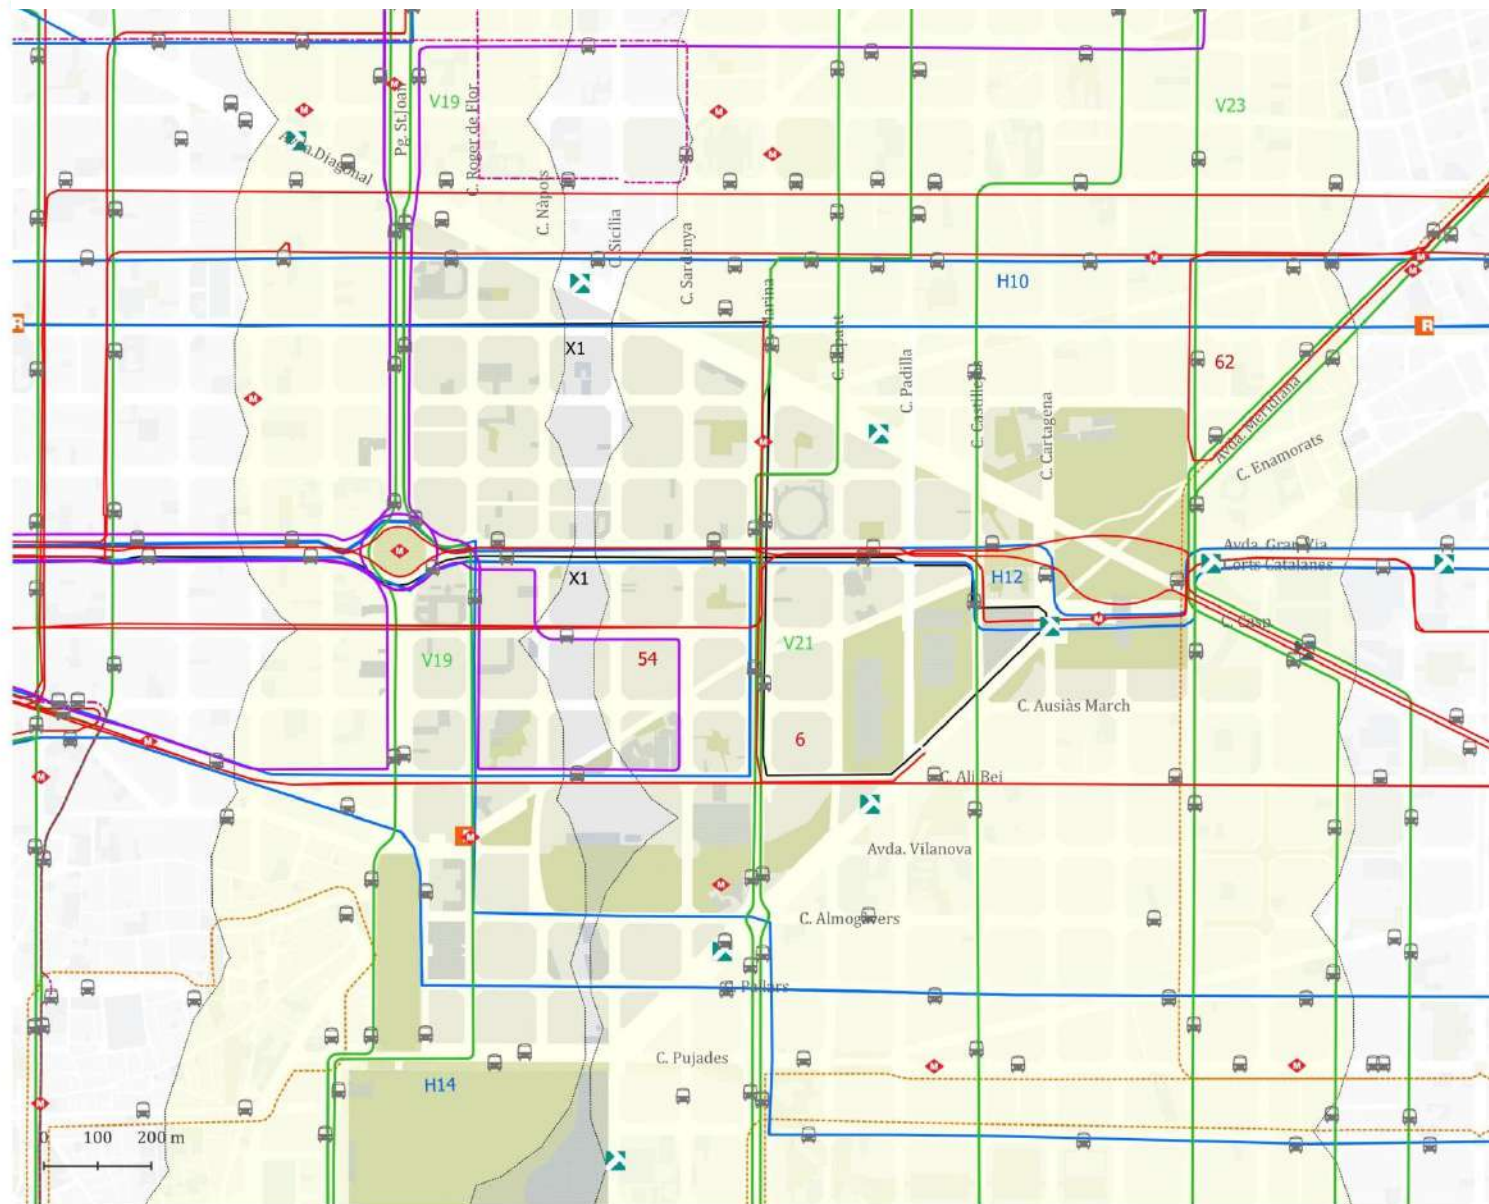 V19
V23
Pg. St.Joan
C. Roger de Flor
Avda.Diagonal
C. Nàpols
C. Sicília
C. Sardenya
H10
C. Marina
X1
C. Padilla
C. Castillejos
C. Cartagena
62
Avda. Meridiana
C. Enamorats
Avda. Gran Via
Corts Catalanes
X1
H12
C. Casp
V19
54
V21
C. Ausiàs March
6
C. Ali Bei
Avda. Vilanova
C. Almogàvers
C. Pallars
C. Pujades
H14
0 100 200 m